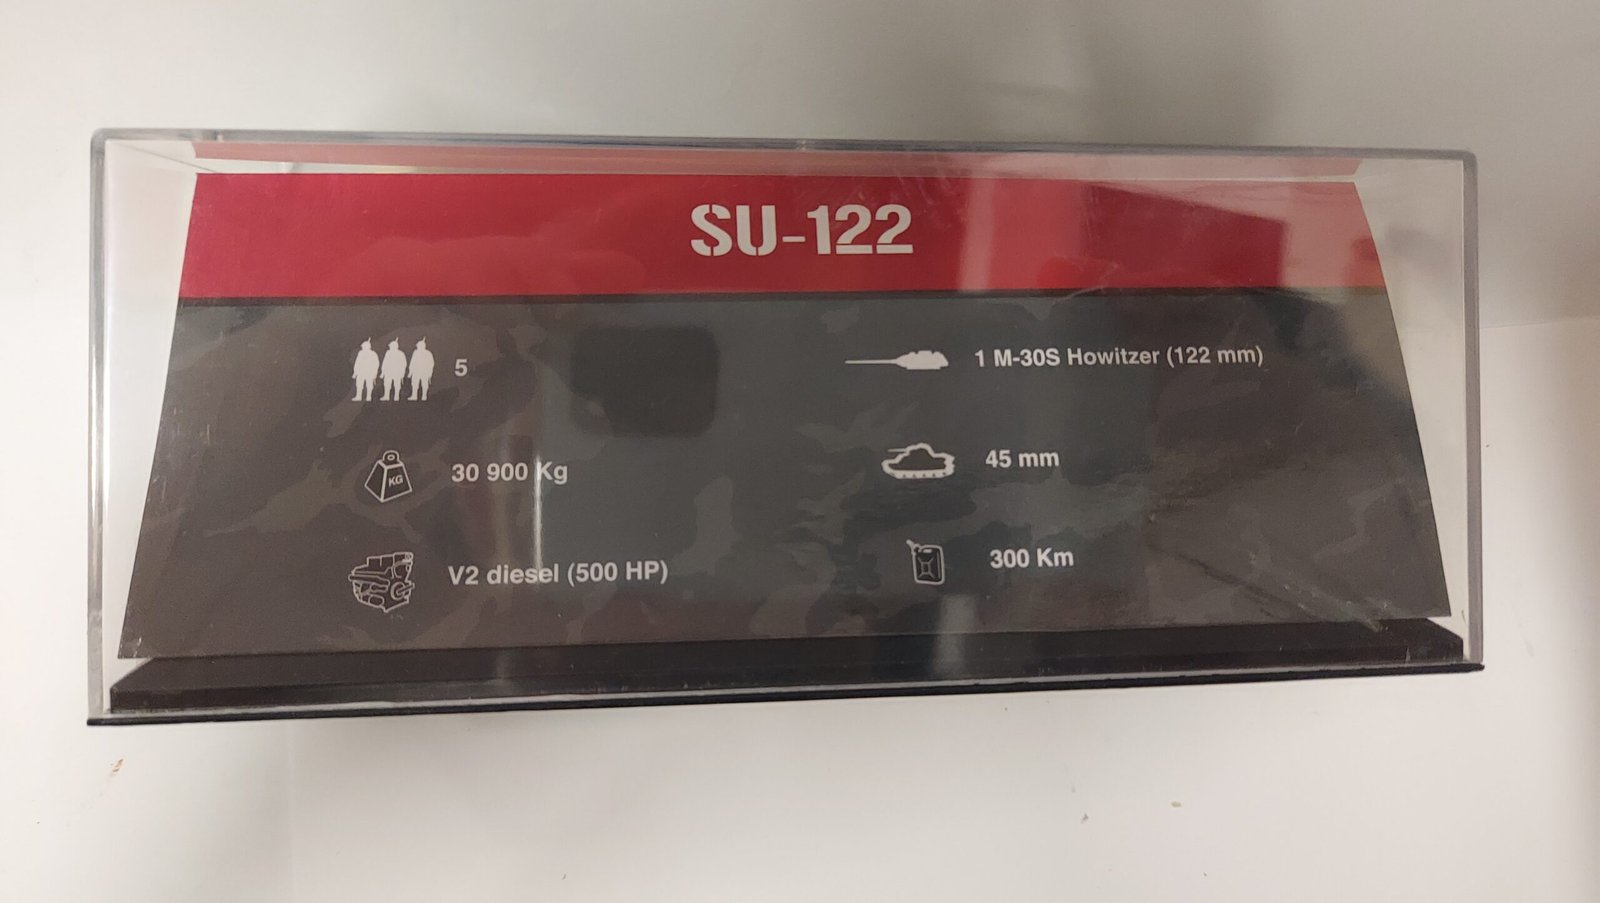 SU-122
5
1 M-30S Howitzer (122 mm)
KG
30 900 Kg
45 mm
V2 diesel (500 HP)
300 Km